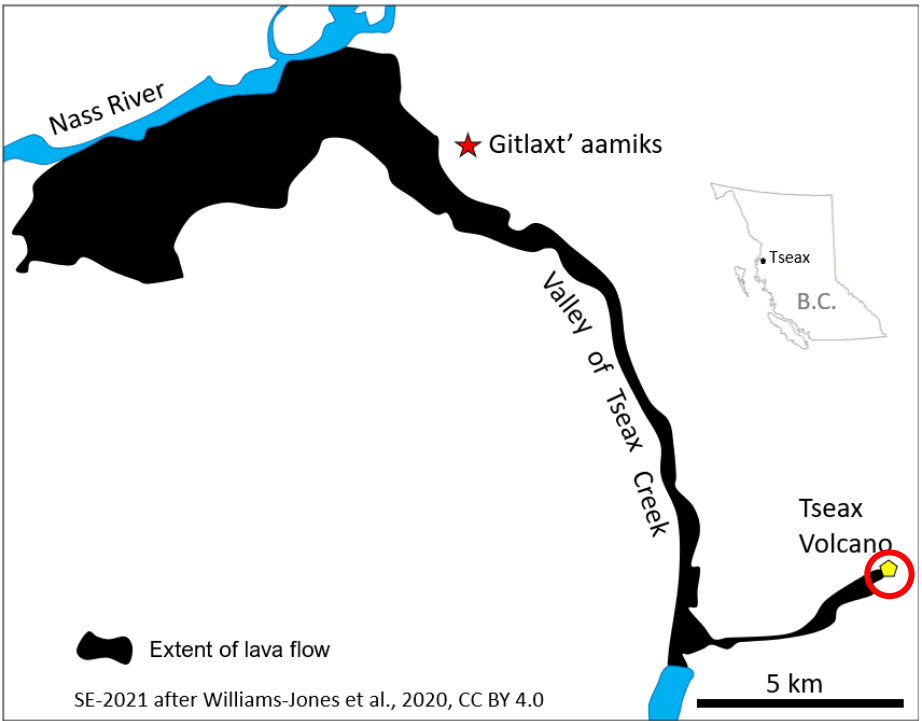 Nass River
Gitlaxt' aamiks
Tseax
B.C.
Valley of Tseax Creek
Tseax
Volcano
Extent of lava flow
5 km
SE-2021 after Williams-Jones et al., 2020, CC BY 4.0